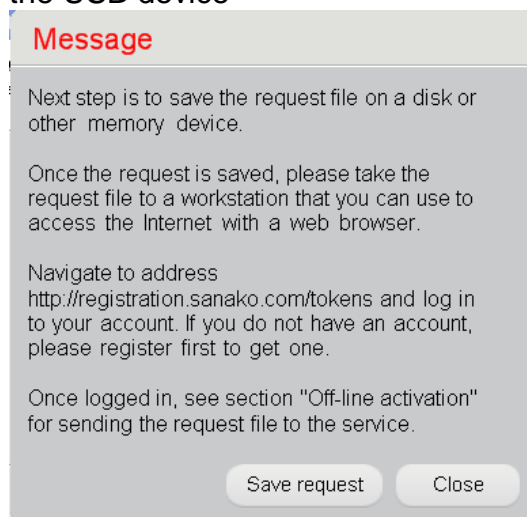 Message
Next step is to save the request file on a disk or
other memory device.
Once the request is saved, please take the
request file to a workstation that you can use to
access the Internet with a web browser.
Navigate to address
http://registration.sanako.com/tokens and log in
to your account. If you do not have an account,
please register first to get one.
Once logged in, see section "Off-line activation"
for sending the request file to the service.
Save request Close